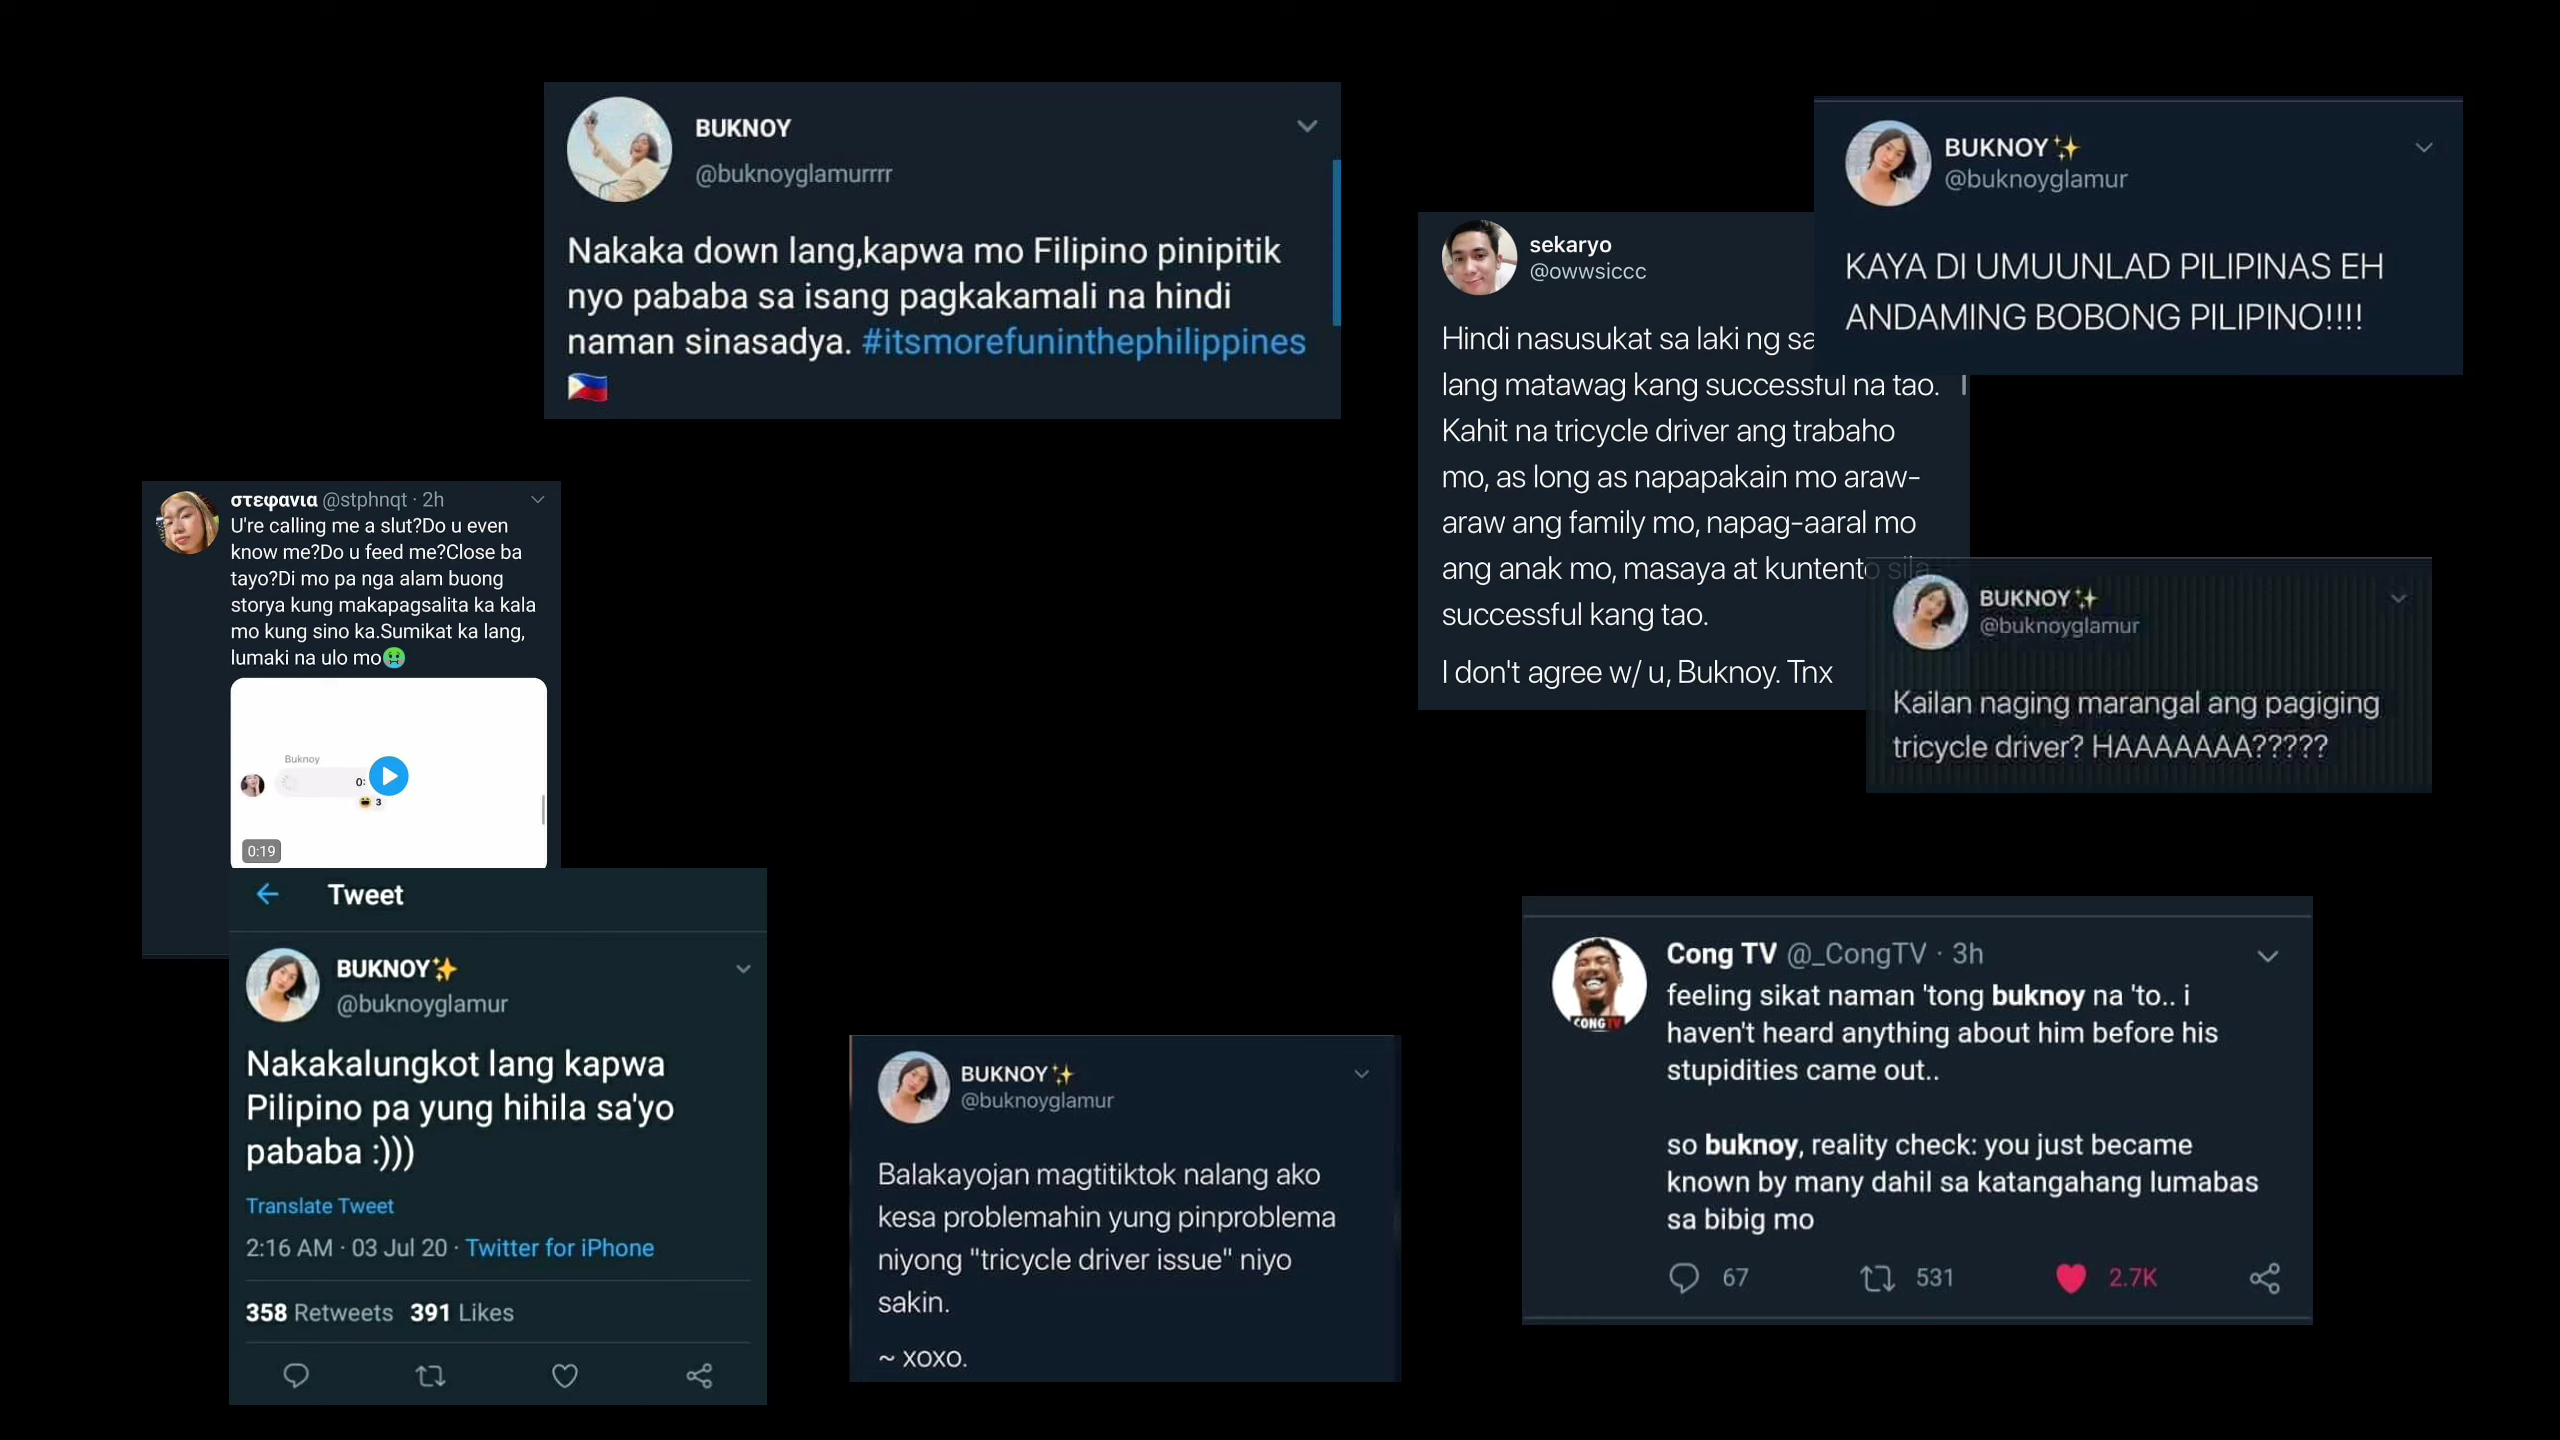 BUKNOY
@buknoyglamurrrr
Nakaka down lang,kapwa mo Filipino pinipitik
nyo pababa sa isang pagkakamali na hindi
naman sinasadya. #itsmorefuninthephilippines
BUKNOY✨
@buknoyglamur
KAYA DI UMUUNLAD PILIPINAS EH
ANDAMING BOBONG PILIPINO!!!!
sekaryo
@owwsiccc
Hindi nasusukat sa laki ng
lang matawag kang successful na tao.
Kahit na tricycle driver ang trabaho
mo, as long as napapakain mo araw-
araw ang family mo, napag-aaral mo
ang anak mo, masaya at kuntento sila,
successful kang tao.
I don't agree w/ u, Buknoy. Tnx
BUKNOY✨
@buknoyglamur
Kailan naging marangal ang pagiging
tricycle driver? HAAAAAAA?????
στεφανια @stphnqt · 2h
U're calling me a slut?Do u even
know me?Do u feed me?Close ba
tayo?Di mo pa nga alam buong
storya kung makapagsalita ka kala
mo kung sino ka.Sumikat ka lang,
lumaki na ulo mo🤢
Buknoy
0:
3
0:19
Tweet
BUKNOY✨
@buknoyglamur
Nakakalungkot lang kapwa
Pilipino pa yung hihila sa'yo
pababa :)))
Translate Tweet
2:16 AM · 03 Jul 20 · Twitter for iPhone
358 Retweets 391 Likes
BUKNOY✨
@buknoyglamur
Balakayojan magtitiktok nalang ako
kesa problemahin yung pinproblema
niyong "tricycle driver issue" niyo
sakin.
~ xoxo.
Cong TV @_CongTV · 3h
feeling sikat naman 'tong buknoy na 'to.. i
haven't heard anything about him before his
stupidities came out..
so buknoy, reality check: you just became
known by many dahil sa katangahang lumabas
sa bibig mo
67 531 2.7K
CONG TV